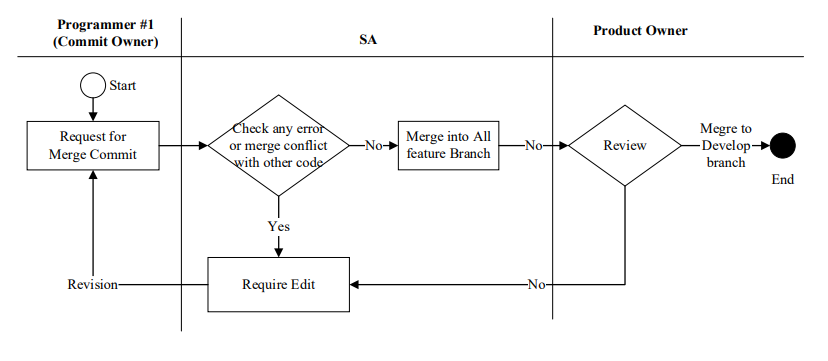 Programmer #1
(Commit Owner)
SA
Product Owner
Start
Request for
Merge Commit
Check any error
or merge conflict
with other code
No
Merge into All
feature Branch
No
Review
Megre to
Develop
branch
End
Yes
Revision
Require Edit
No